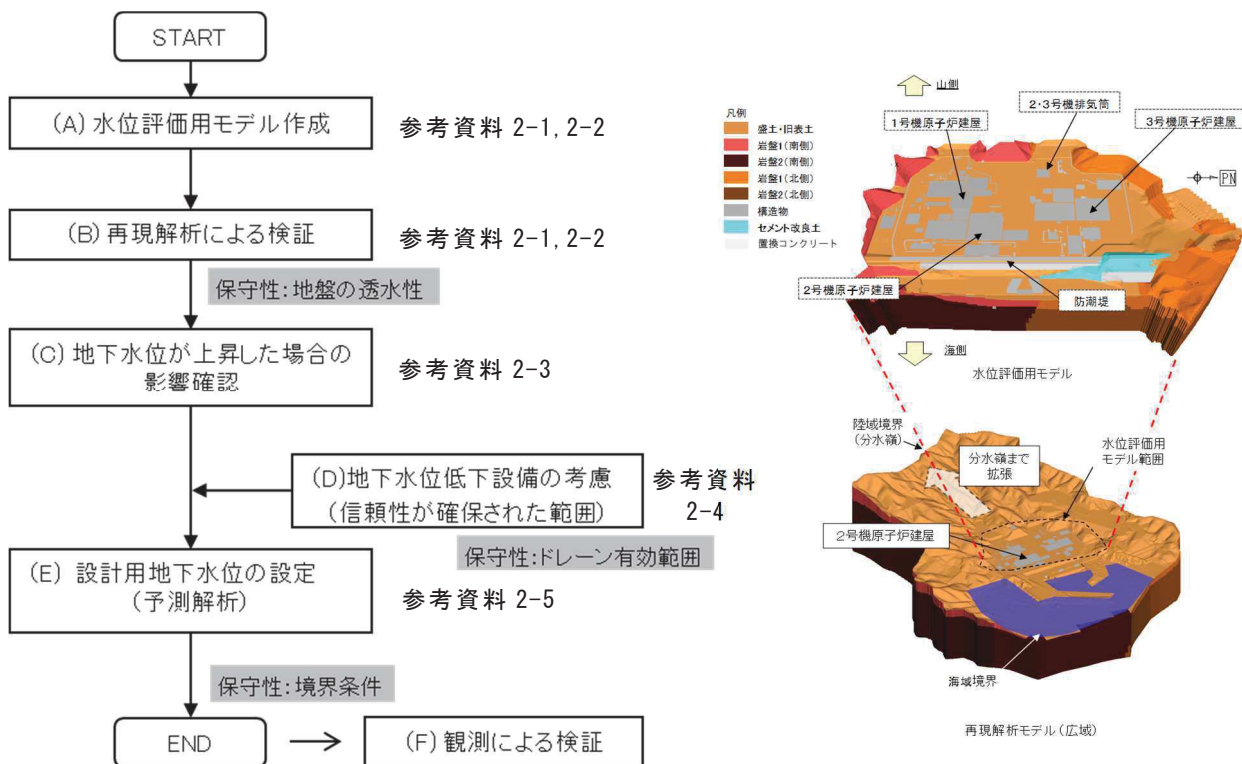 START
(A) 水位評価用モデル作成
参考資料 2-1, 2-2
(B) 再現解析による検証
参考資料 2-1, 2-2
保守性:地盤の透水性
(C) 地下水位が上昇した場合の
影響確認
参考資料 2-3
(D)地下水位低下設備の考慮
(信頼性が確保された範囲)
参考資料
2-4
保守性:ドレーン有効範囲
(E) 設計用地下水位の設定
(予測解析)
参考資料 2-5
保守性:境界条件
END
(F) 観測による検証
山側
凡例
盛土・旧表土
岩盤1(南側)
岩盤2(南側)
岩盤1(北側)
岩盤2(北側)
構造物
セメント改良土
置換コンクリート
1号機原子炉建屋
2・3号機排気筒
3号機原子炉建屋
PN
2号機原子炉建屋
防潮堤
海側
水位評価用モデル
陸域境界
(分水嶺)
分水嶺まで
拡張
水位評価用
モデル範囲
2号機原子炉建屋
海域境界
再現解析モデル(広域)